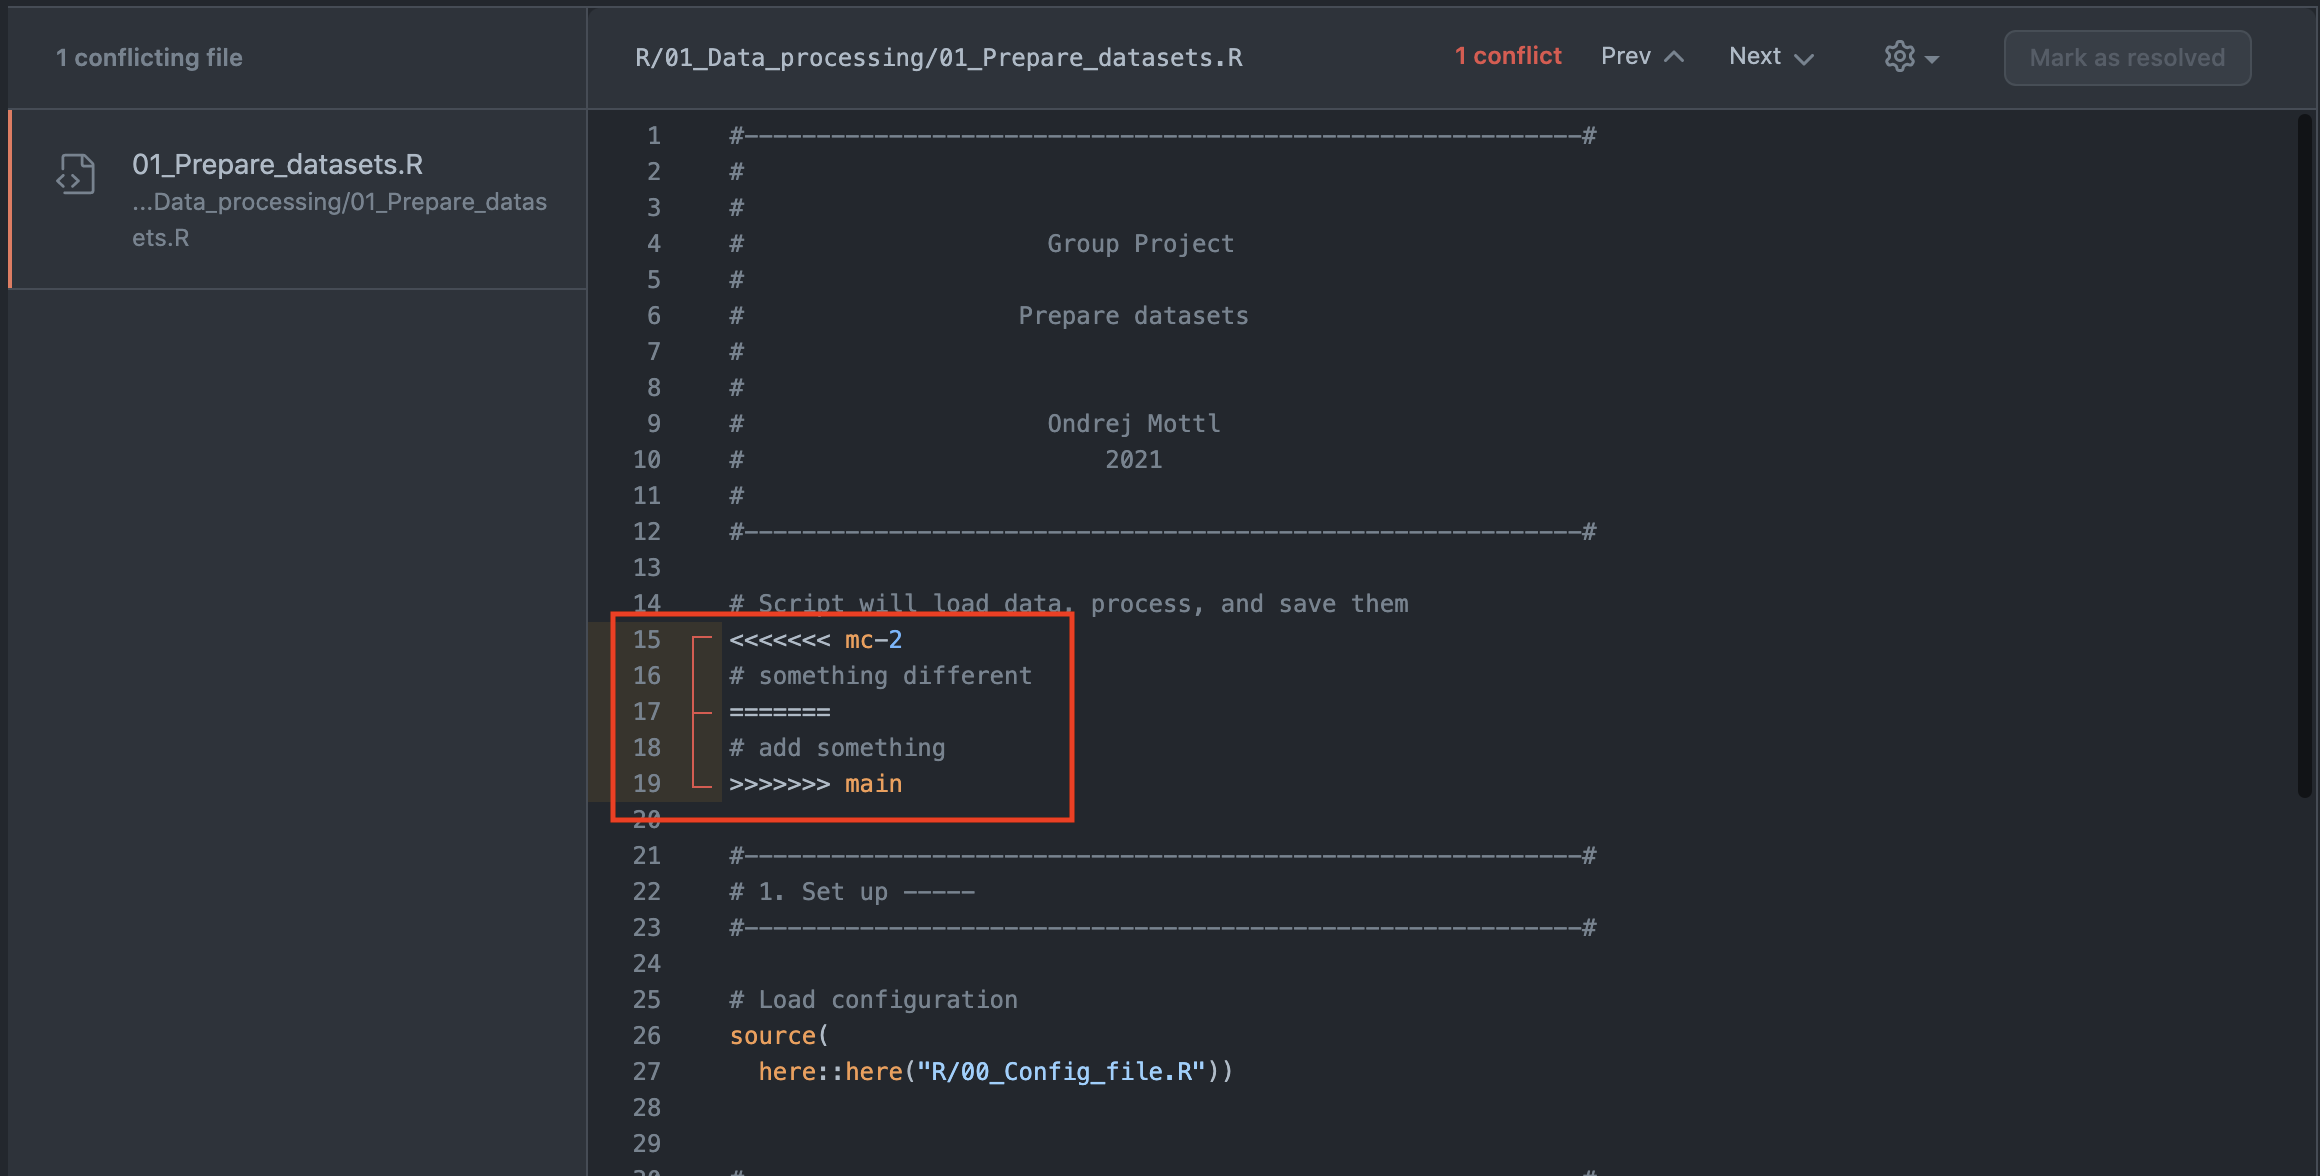 1 conflicting file
01_Prepare_datasets.R
...Data_processing/01_Prepare_datas
ets.R
R/01_Data_processing/01_Prepare_datasets.R
1 conflict
Prev
Next
Mark as resolved
1 #----------------------------------------------------------#
2 #
3 #
4 # Group Project
5 #
6 # Prepare datasets
7 #
8 #
9 # Ondrej Mottl
10 # 2021
11 #
12 #----------------------------------------------------------#
13
14 # Script will load data, process, and save them
15 <<<<<<< mc-2
16 # something different
17 =======
18 # add something
19 >>>>>>> main
20
21 #----------------------------------------------------------#
22 # 1. Set up -----
23 #----------------------------------------------------------#
24
25 # Load configuration
26 source(
27 here::here("R/00_Config_file.R"))
28
29